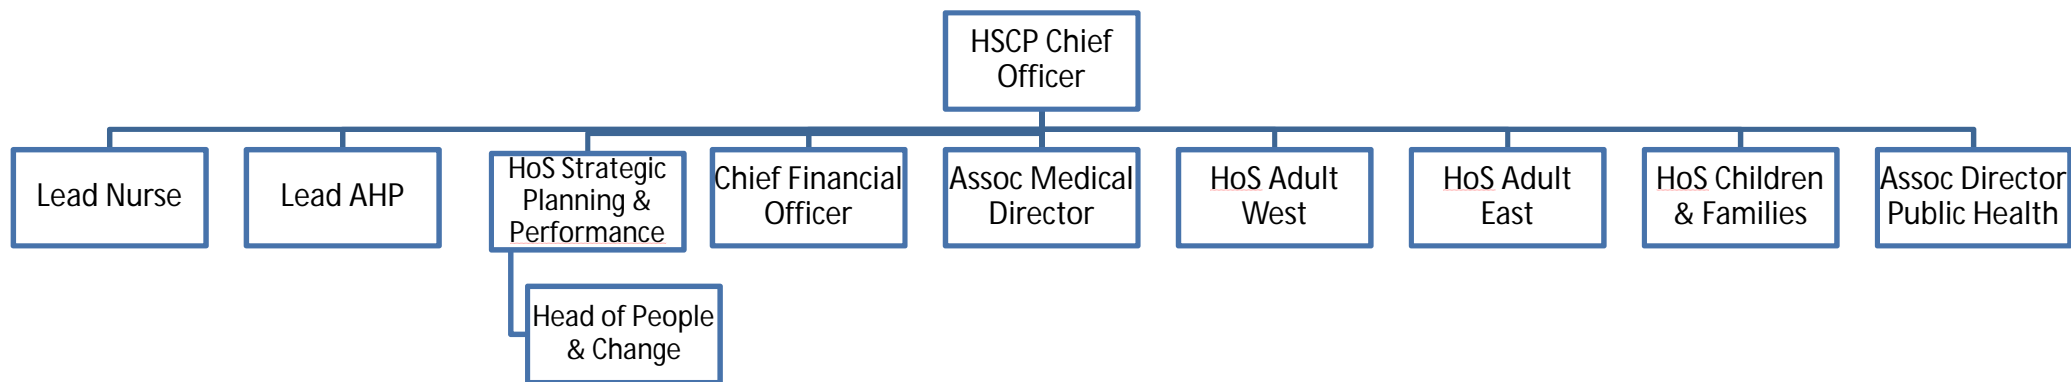 HSCP Chief
Officer
Lead Nurse
Lead AHP
HoS Strategic
Planning &
Performance
Chief Financial
Officer
Assoc Medical
Director
HoS Adult
West
HoS Adult
East
HoS Children
& Families
Assoc Director
Public Health
Head of People
& Change